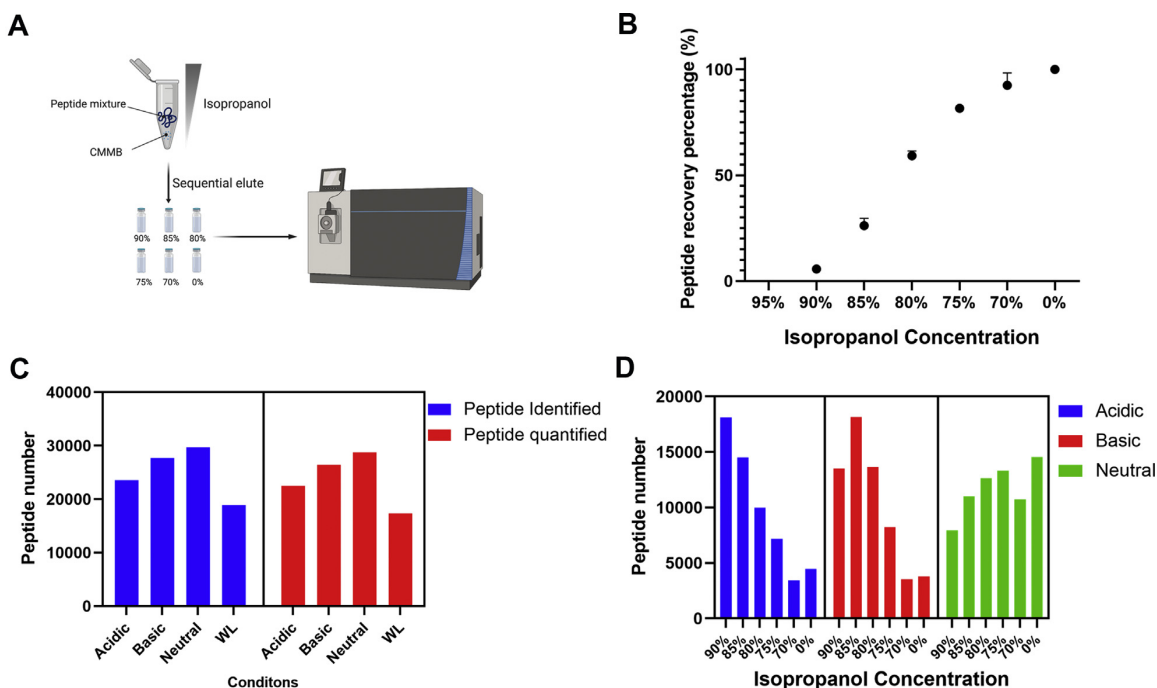 A
Peptide mixture
Isopropanol
CMMB
Sequential elute
90% 85% 80%
75% 70% 0%
B
Peptide recovery percentage (%)
100
50
0
95% 90% 85% 80% 75% 70% 0%
Isopropanol Concentration
C
Peptide number
40000
30000
20000
10000
0
Acidic Basic Neutral WL Acidic Basic Neutral WL
Conditons
Peptide Identified
Peptide quantified
D
Peptide number
20000
15000
10000
5000
0
90% 85% 80% 75% 70% 0% 90% 85% 80% 75% 70% 0% 90% 85% 80% 75% 70% 0%
Isopropanol Concentration
Acidic
Basic
Neutral